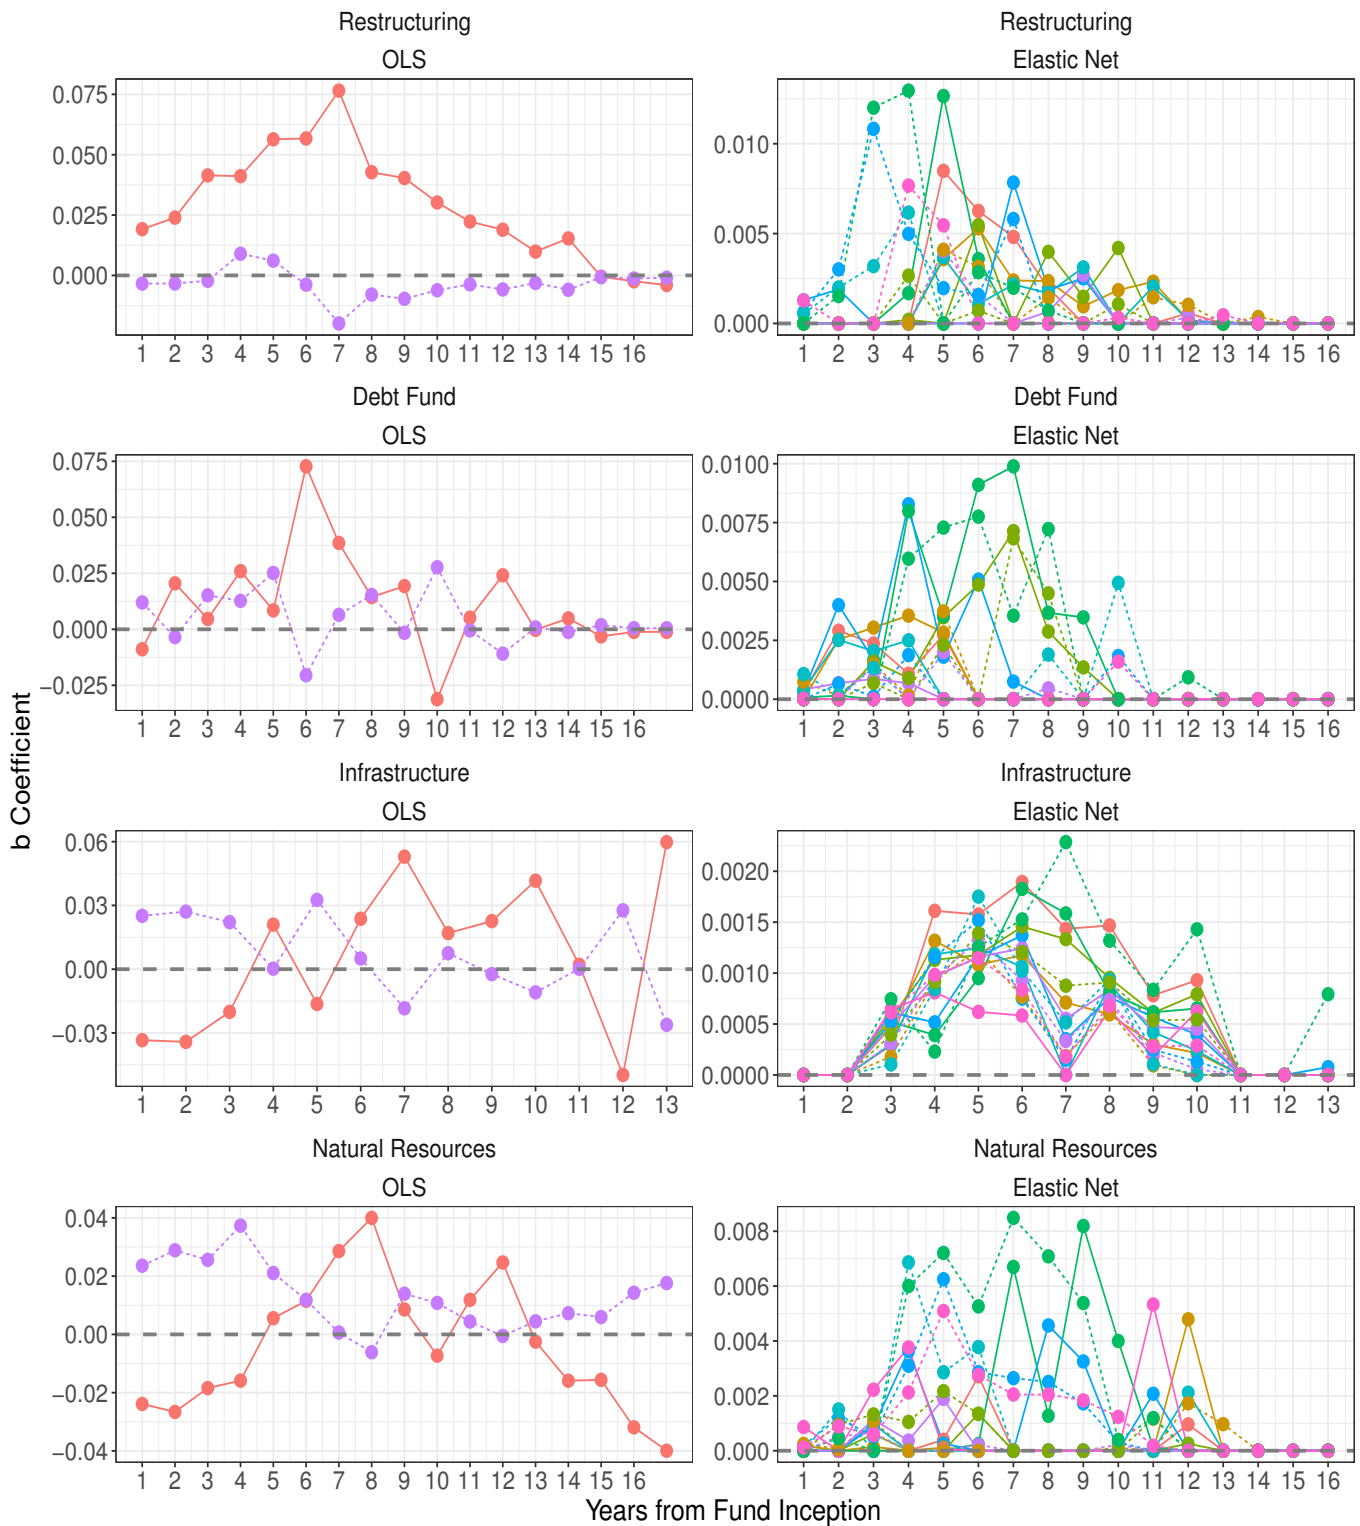 Restructuring Restructuring
OLS Elastic Net
0.075
0.050
0.025
0.000
1 2 3 4 5 6 7 8 9 10 11 12 13 14 15 16
0.010
0.005
0.000
1 2 3 4 5 6 7 8 9 10 11 12 13 14 15 16
Debt Fund Debt Fund
OLS Elastic Net
0.075
0.050
0.025
0.000
−0.025
1 2 3 4 5 6 7 8 9 10 11 12 13 14 15 16
0.0100
0.0075
0.0050
0.0025
0.0000
1 2 3 4 5 6 7 8 9 10 11 12 13 14 15 16
b Coefficient
Infrastructure Infrastructure
OLS Elastic Net
0.06
0.03
0.00
−0.03
1 2 3 4 5 6 7 8 9 10 11 12 13
0.0020
0.0015
0.0010
0.0005
0.0000
1 2 3 4 5 6 7 8 9 10 11 12 13
Natural Resources Natural Resources
OLS Elastic Net
0.04
0.02
0.00
−0.02
−0.04
1 2 3 4 5 6 7 8 9 10 11 12 13 14 15 16
0.008
0.006
0.004
0.002
0.000
1 2 3 4 5 6 7 8 9 10 11 12 13 14 15 16
Years from Fund Inception